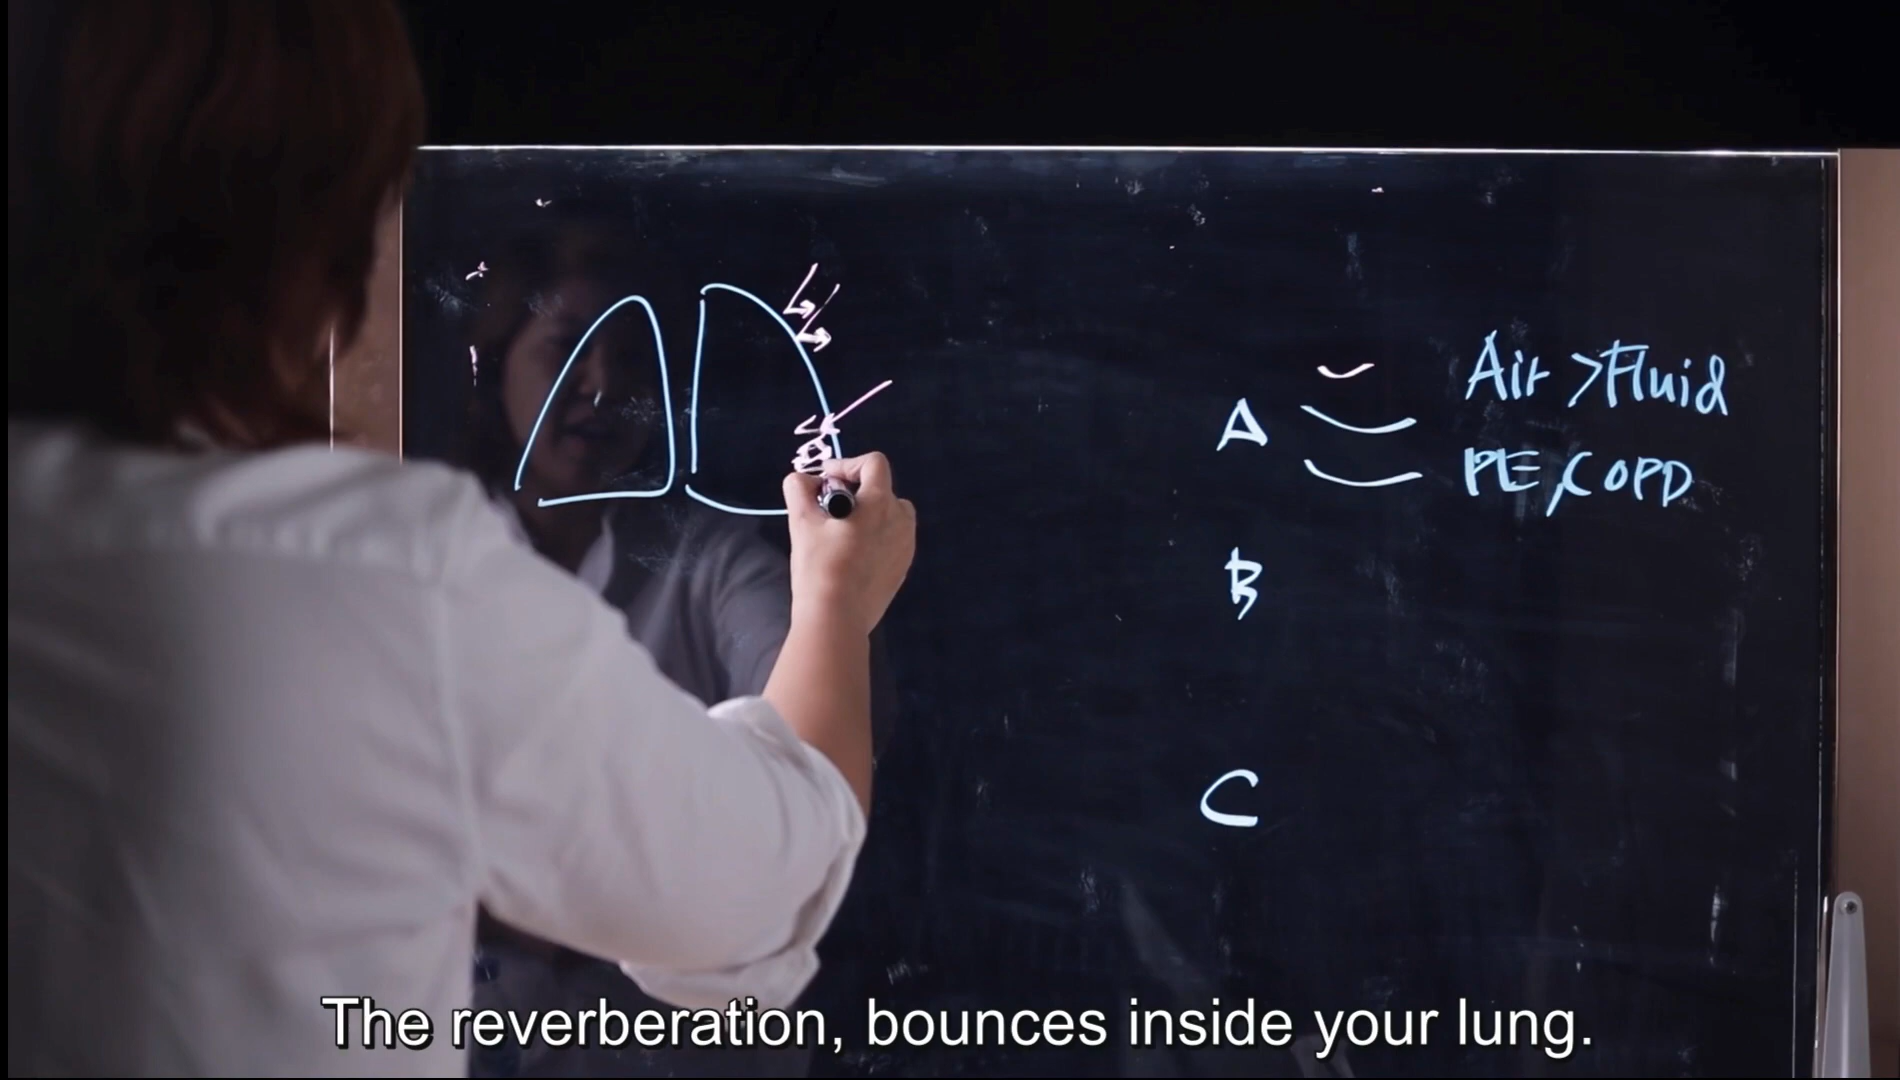 Air >Fluid
A
PE, COPD
B
C
The reverberation, bounces inside your lung.